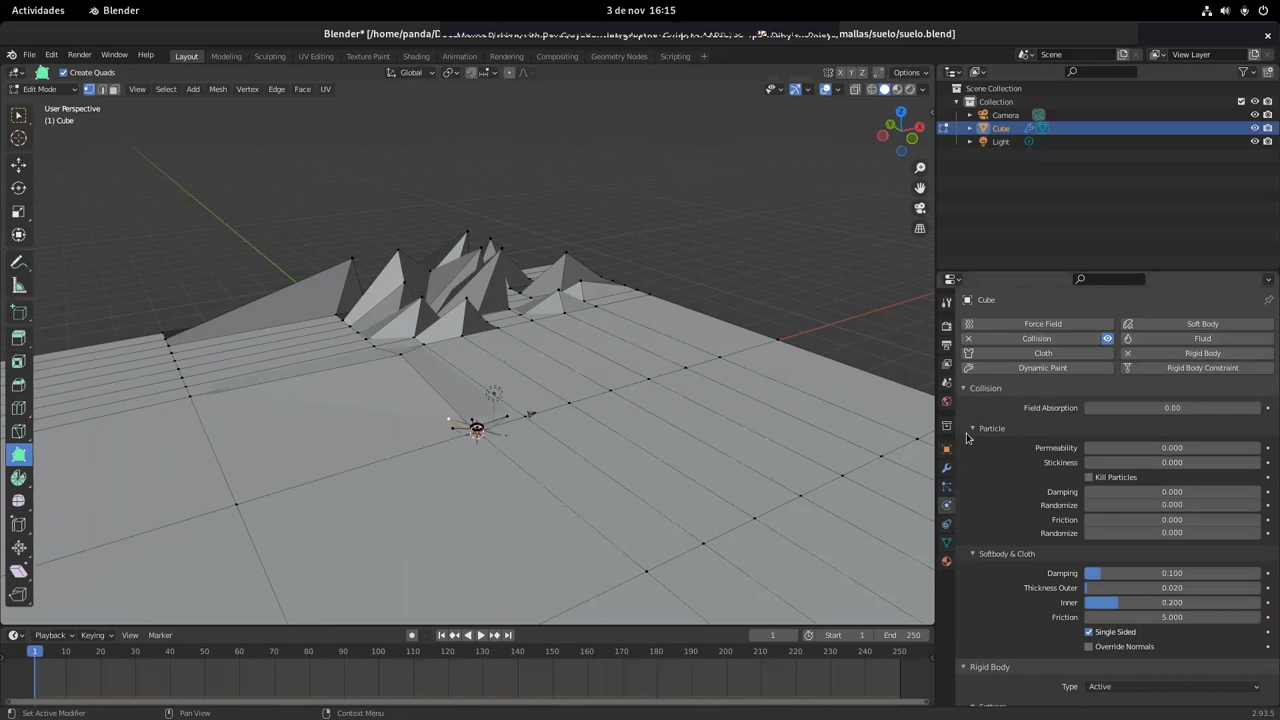 Actividades
Blender
3 de nov 16:15
Blender* [/home/panda/D
mallas/suelo/suelo.blend]
File Edit Render Window Help
Layout Modeling Sculpting UV Editing Texture Paint Shading Animation Rendering Compositing Geometry Nodes Scripting
Scene
View Layer
Create Quads
Global
X Y Z
Options
Edit Mode
View Select Add Mesh Vertex Edge Face UV
User Perspective
(1) Cube
Scene Collection
Collection
Camera
Cube
Light
Cube
Force Field Soft Body
Collision Fluid
Cloth Rigid Body
Dynamic Paint Rigid Body Constraint
Collision
Field Absorption 0.00
Particle
Permeability 0.000
Stickiness 0.000
Kill Particles
Damping 0.000
Randomize 0.000
Friction 0.000
Randomize 0.000
Softbody & Cloth
Damping 0.100
Thickness Outer 0.020
Inner 0.200
Friction 5.000
Single Sided
Override Normals
Rigid Body
Type Active
Playback Keying View Marker
1
Start 1 End 250
1 10 20 30 40 50 60 70 80 90 100 110 120 130 140 150 160 170 180 190 200 210 220 230 240 250
Set Active Modifier
Pan View
Context Menu
2.93.5